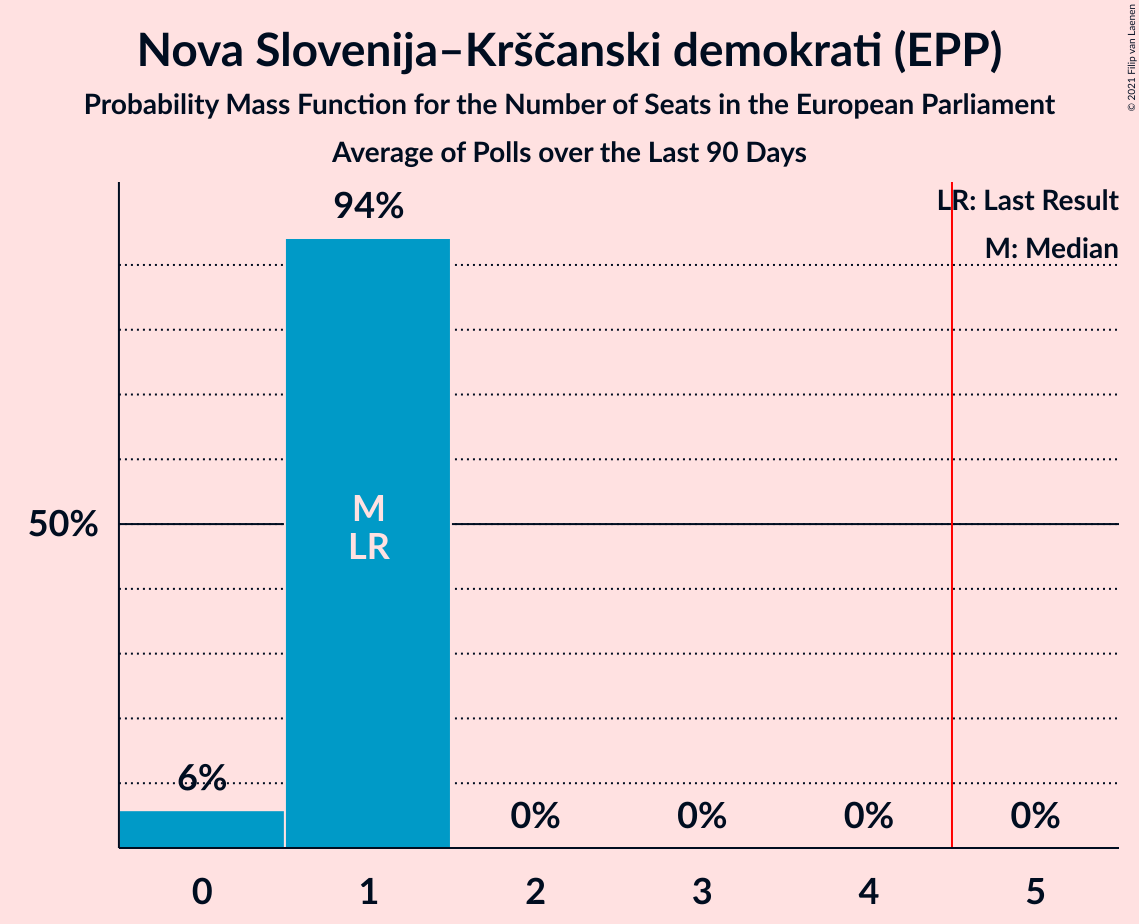 Nova Slovenija–Krščanski demokrati (EPP)
Probability Mass Function for the Number of Seats in the European Parliament
Average of Polls over the Last 90 Days
© 2021 Filip van Laenen
LR: Last Result
M: Median
94%
50%
M
LR
6%
0%
0%
0%
0%
0
1
2
3
4
5